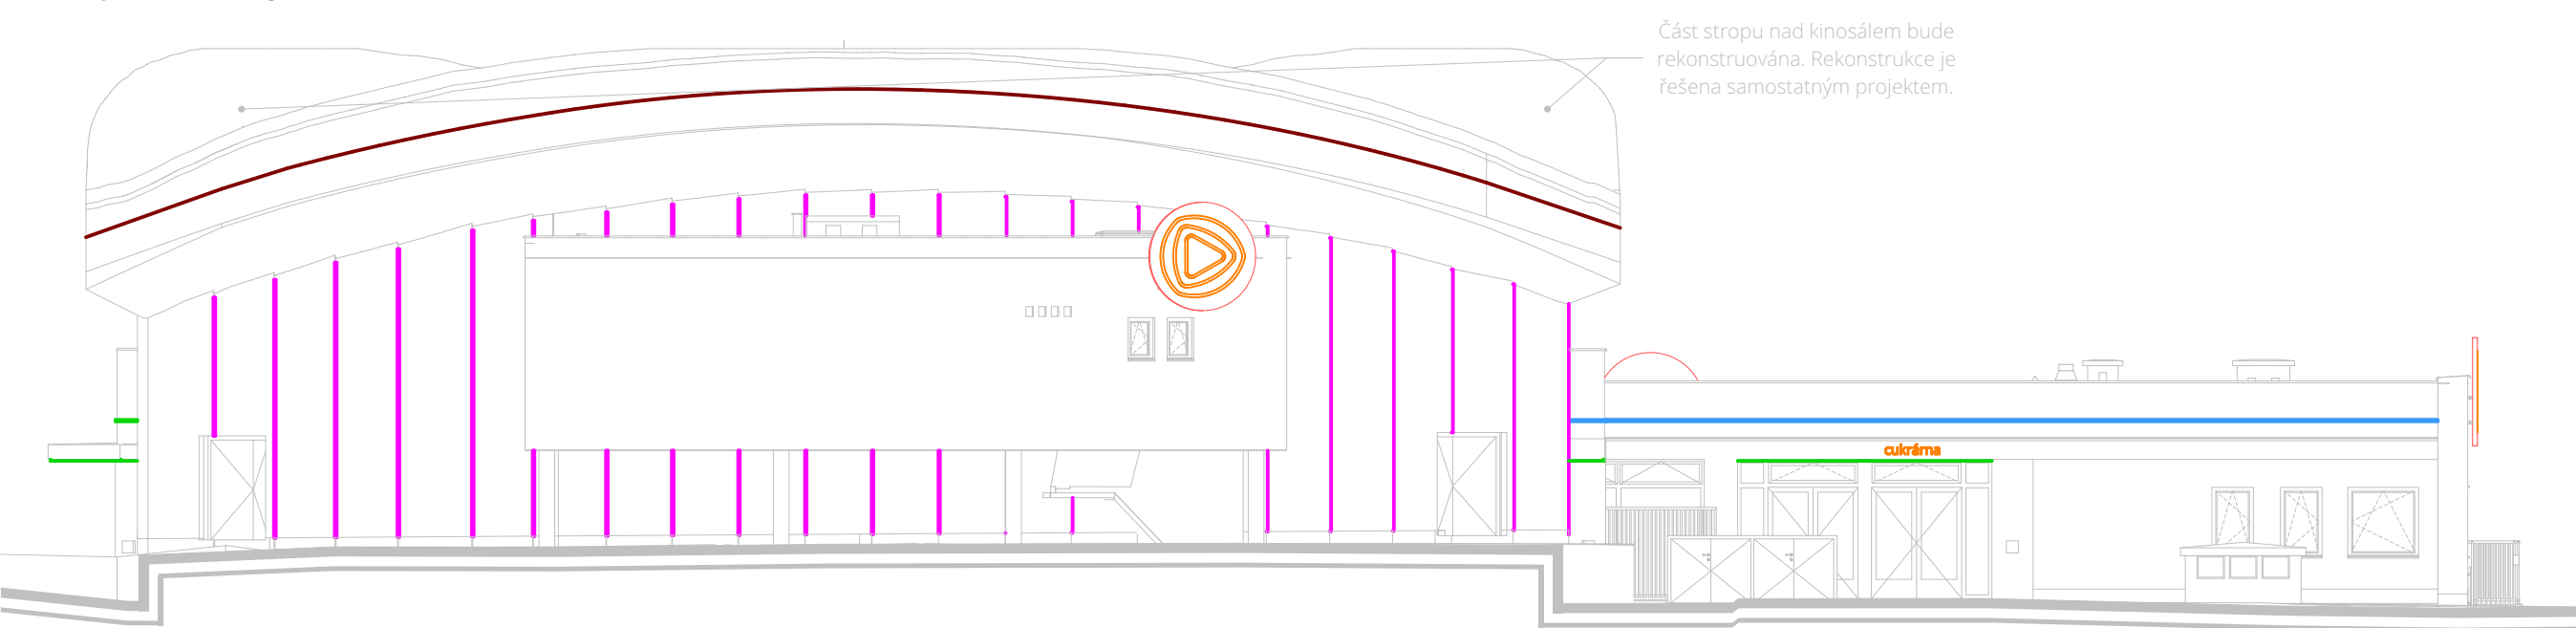 Část stropu nad kinosálem bude
rekonstruována. Rekonstrukce je
řešena samostatným projektem.
cukrárna